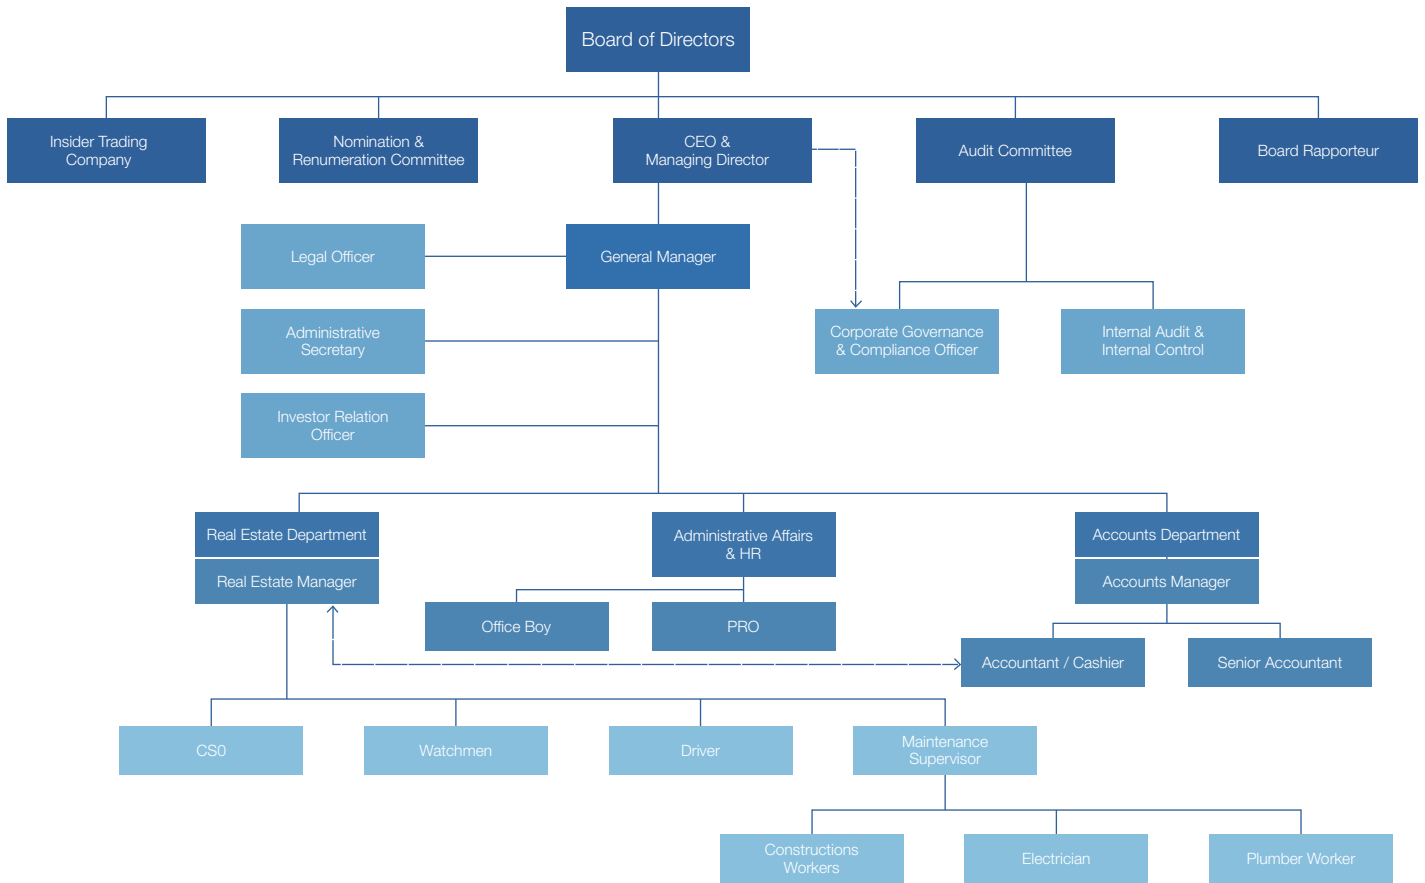 Board of Directors
Insider Trading
Company
Nomination &
Renumeration Committee
CEO &
Managing Director
Audit Committee
Board Rapporteur
Legal Officer
General Manager
Administrative
Secretary
Corporate Governance
& Compliance Officer
Internal Audit &
Internal Control
Investor Relation
Officer
Real Estate Department
Real Estate Manager
Administrative Affairs
& HR
Accounts Department
Accounts Manager
Office Boy
PRO
Accountant / Cashier
Senior Accountant
CS0
Watchmen
Driver
Maintenance
Supervisor
Constructions
Workers
Electrician
Plumber Worker